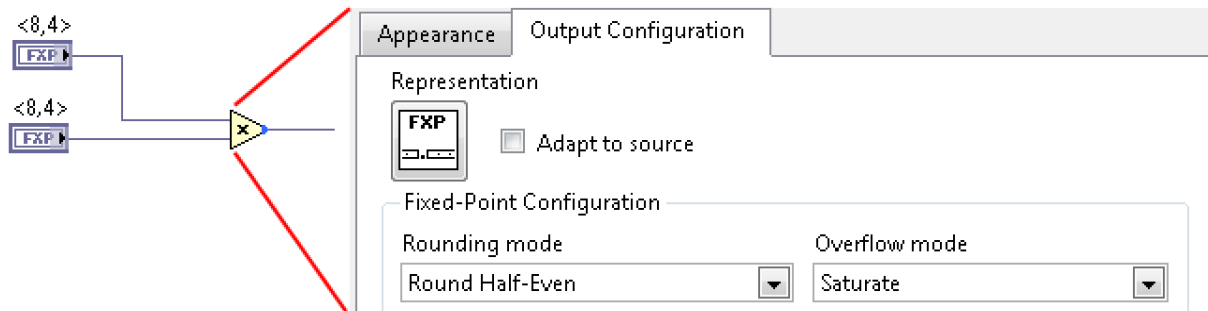 <8,4>
FXP
<8,4>
FXP
x
Appearance
Output Configuration
Representation
FXP
Adapt to source
Fixed-Point Configuration
Rounding mode
Overflow mode
Round Half-Even
Saturate